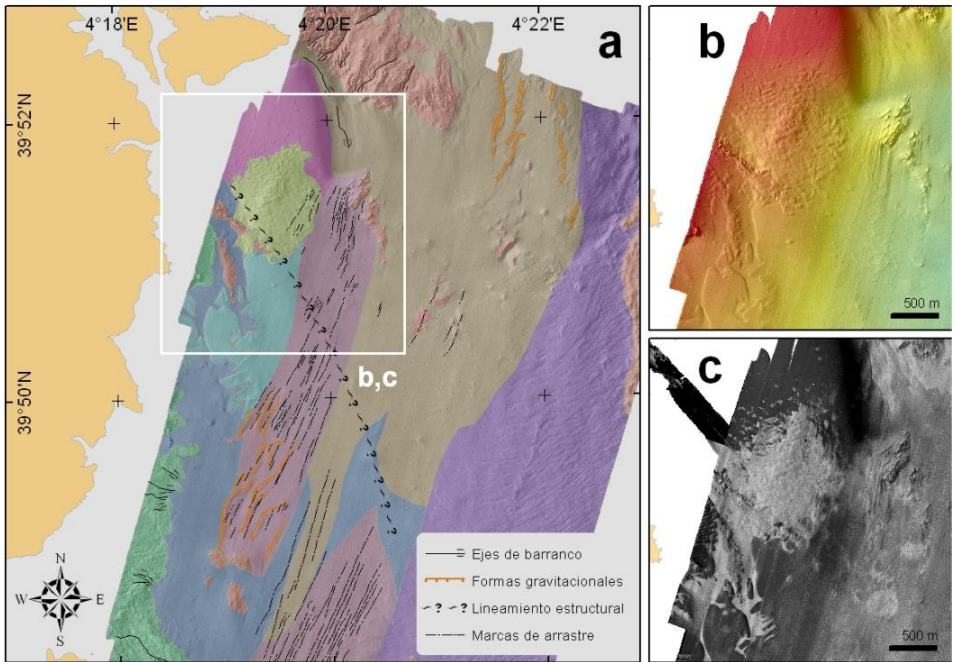 4°18'E
4°20'E
4°22'E
a
39°52'N
39°50'N
b,c
N
W
E
S
Ejes de barranco
Formas gravitacionales
? ? Lineamiento estructural
Marcas de arrastre
b
500 m
c
500 m